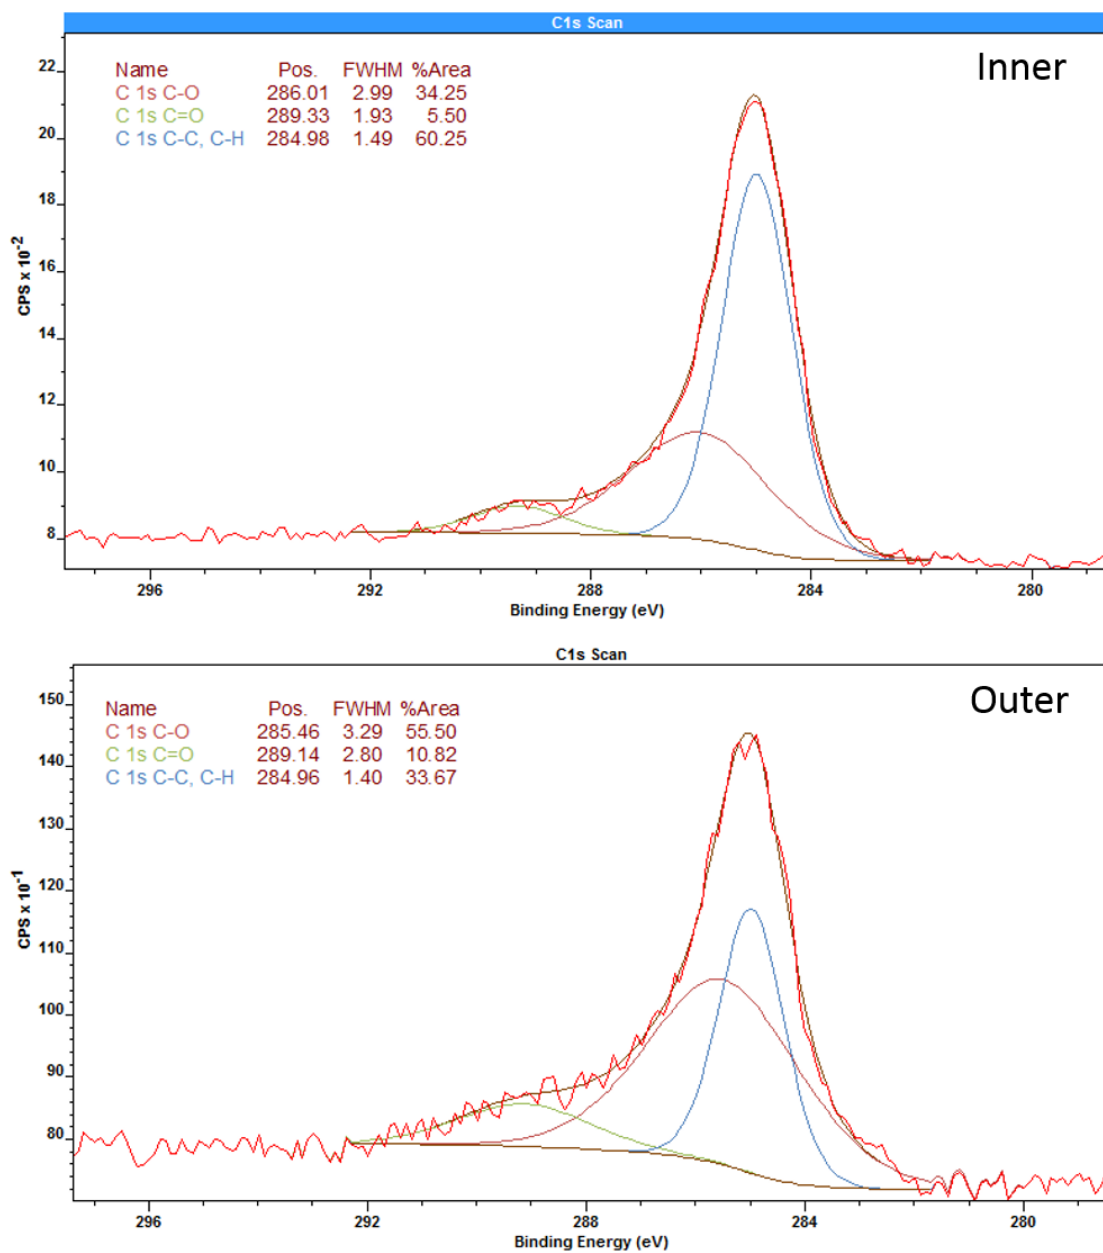 C1s Scan
Inner
Name Pos. FWHM %Area
C 1s C-O 286.01 2.99 34.25
C 1s C=O 289.33 1.93 5.50
C 1s C-C, C-H 284.98 1.49 60.25
22
20
18
16
14
12
10
8
CPS x 10⁻²
296 292 288 284 280
Binding Energy (eV)
C1s Scan
Outer
Name Pos. FWHM %Area
C 1s C-O 285.46 3.29 55.50
C 1s C=O 289.14 2.80 10.82
C 1s C-C, C-H 284.96 1.40 33.67
150
140
130
120
110
100
90
80
CPS x 10⁻¹
296 292 288 284 280
Binding Energy (eV)